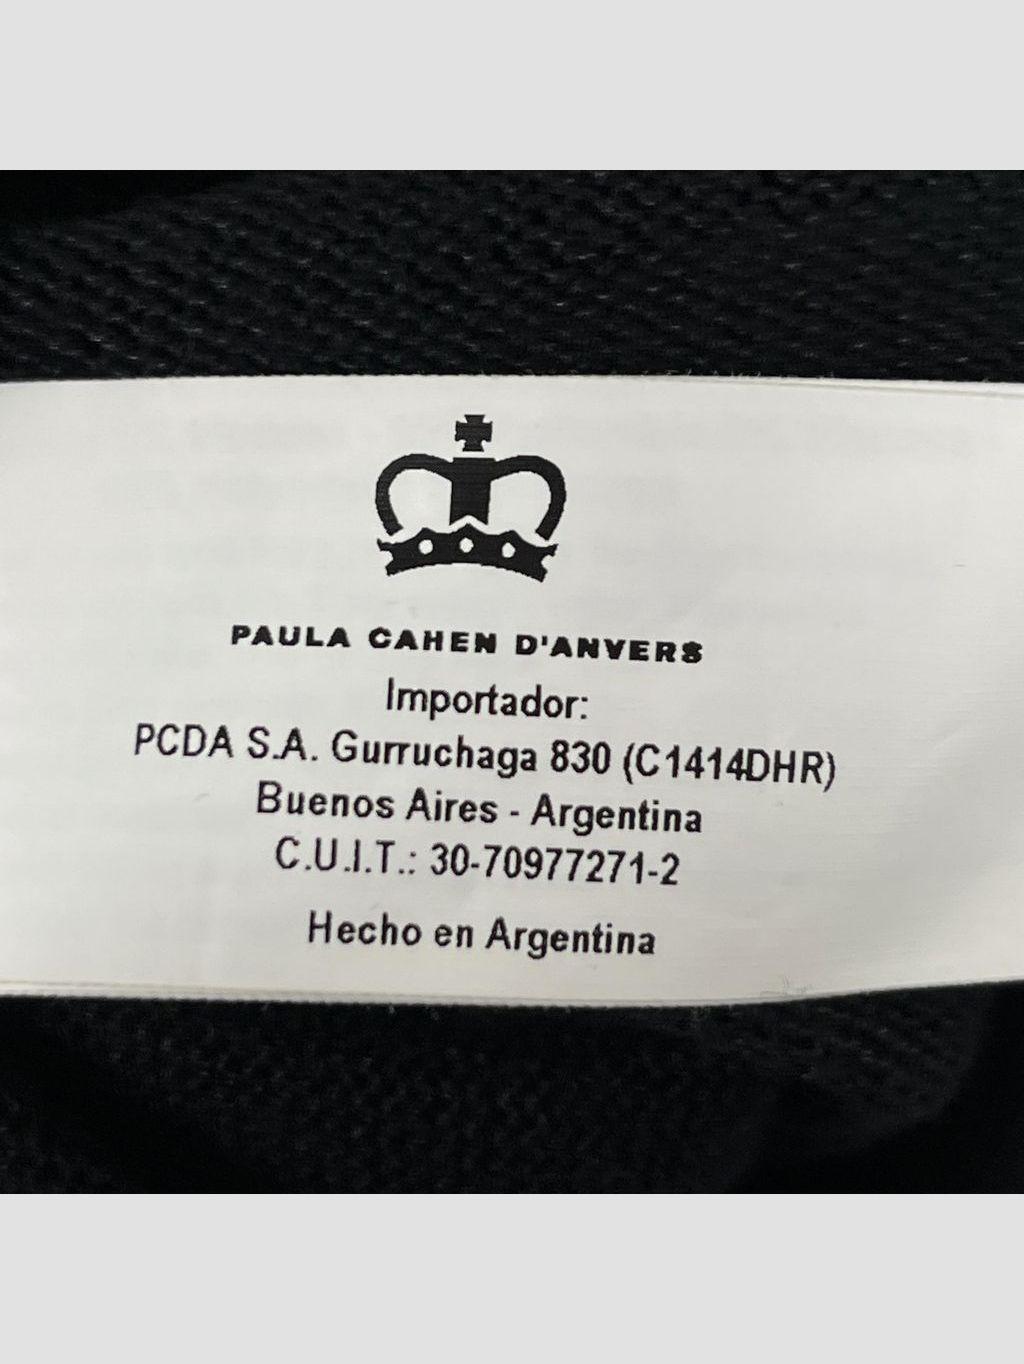 PAULA CAHEN D'ANVERS
Importador:
PCDA S.A. Gurruchaga 830 (C1414DHR)
Buenos Aires - Argentina
C.U.I.T.: 30-70977271-2
Hecho en Argentina